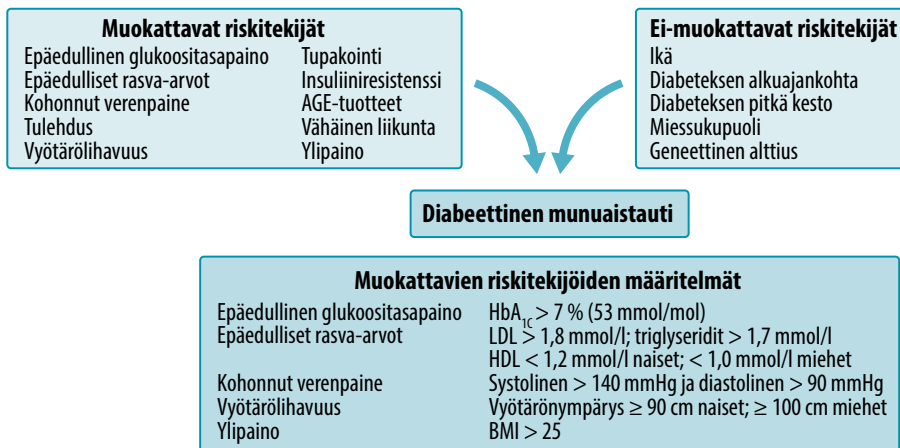 Muokattavat riskitekijät
Epäedullinen glukoositasapaino Tupakointi
Epäedulliset rasva-arvot Insuliiniresistenssi
Kohonnut verenpaine AGE-tuotteet
Tulehdus Vähäinen liikunta
Vyötärölihavuus Ylipaino
Ei-muokattavat riskitekijät
Ikä
Diabeteksen alkuajankohta
Diabeteksen pitkä kesto
Miessukupuoli
Geneettinen alttius
Diabeettinen munuaistauti
Muokattavien riskitekijöiden määritelmät
Epäedullinen glukoositasapaino HbA1C > 7 % (53 mmol/mol)
Epäedulliset rasva-arvot LDL > 1,8 mmol/l; triglyseridit > 1,7 mmol/l
HDL < 1,2 mmol/l naiset; < 1,0 mmol/l miehet
Kohonnut verenpaine Systolinen > 140 mmHg ja diastolinen > 90 mmHg
Vyötärölihavuus Vyötärönympärys ≥ 90 cm naiset; ≥ 100 cm miehet
Ylipaino BMI > 25